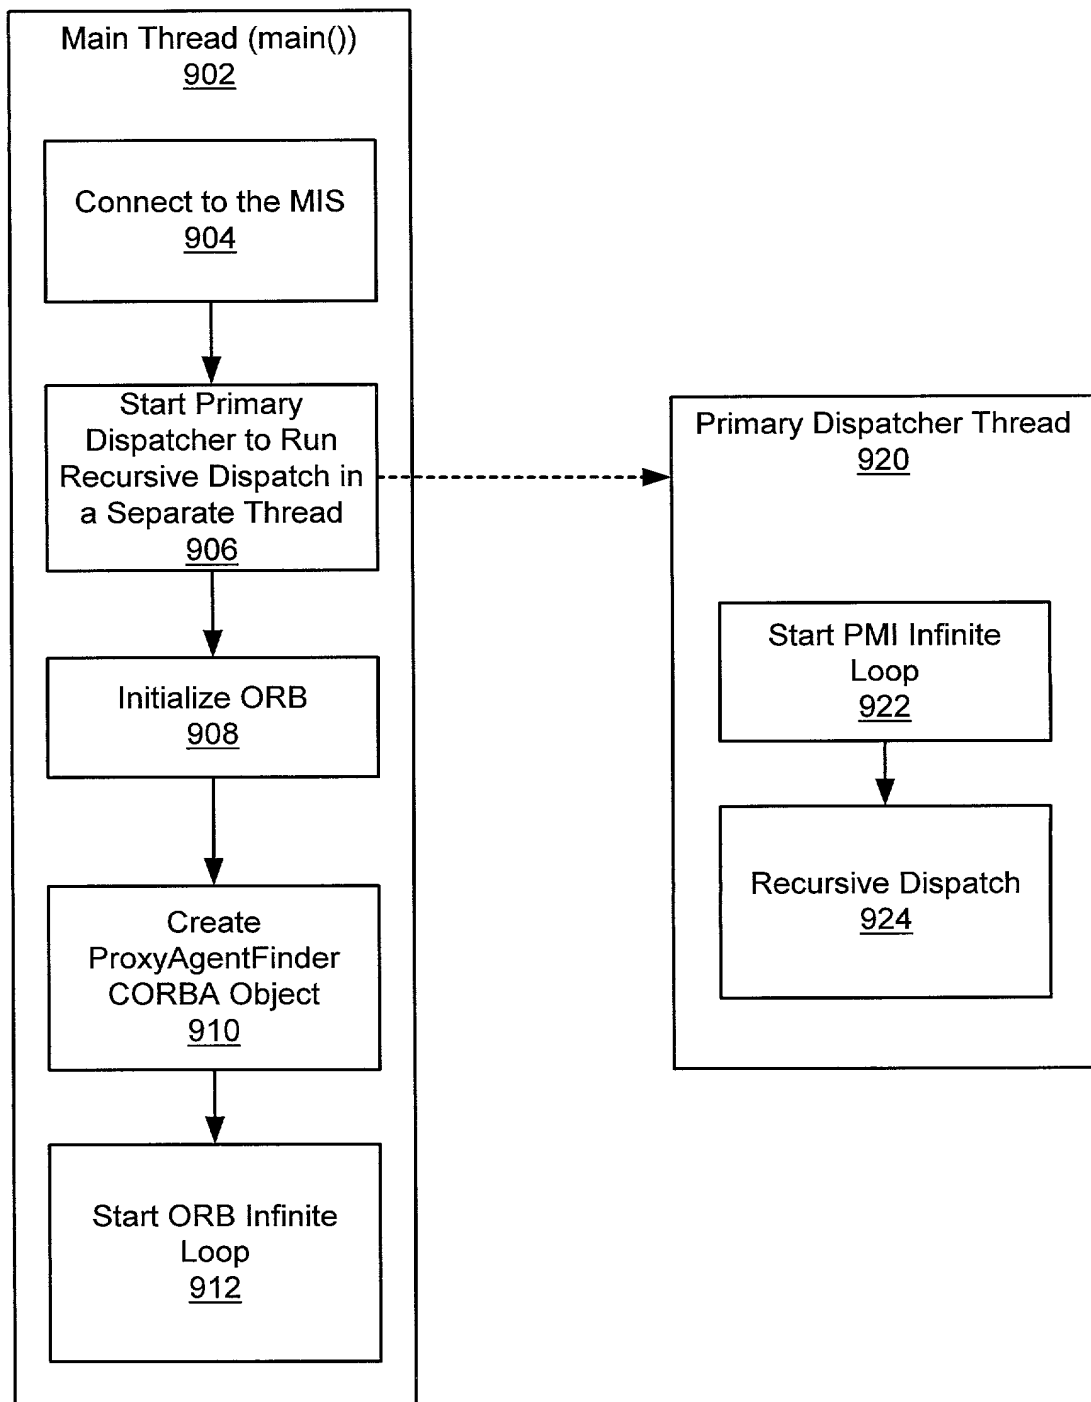 Main Thread (main())
902
Connect to the MIS
904
Start Primary
Dispatcher to Run
Recursive Dispatch in
a Separate Thread
906
Initialize ORB
908
Create
ProxyAgentFinder
CORBA Object
910
Start ORB Infinite
Loop
912
Primary Dispatcher Thread
920
Start PMI Infinite
Loop
922
Recursive Dispatch
924